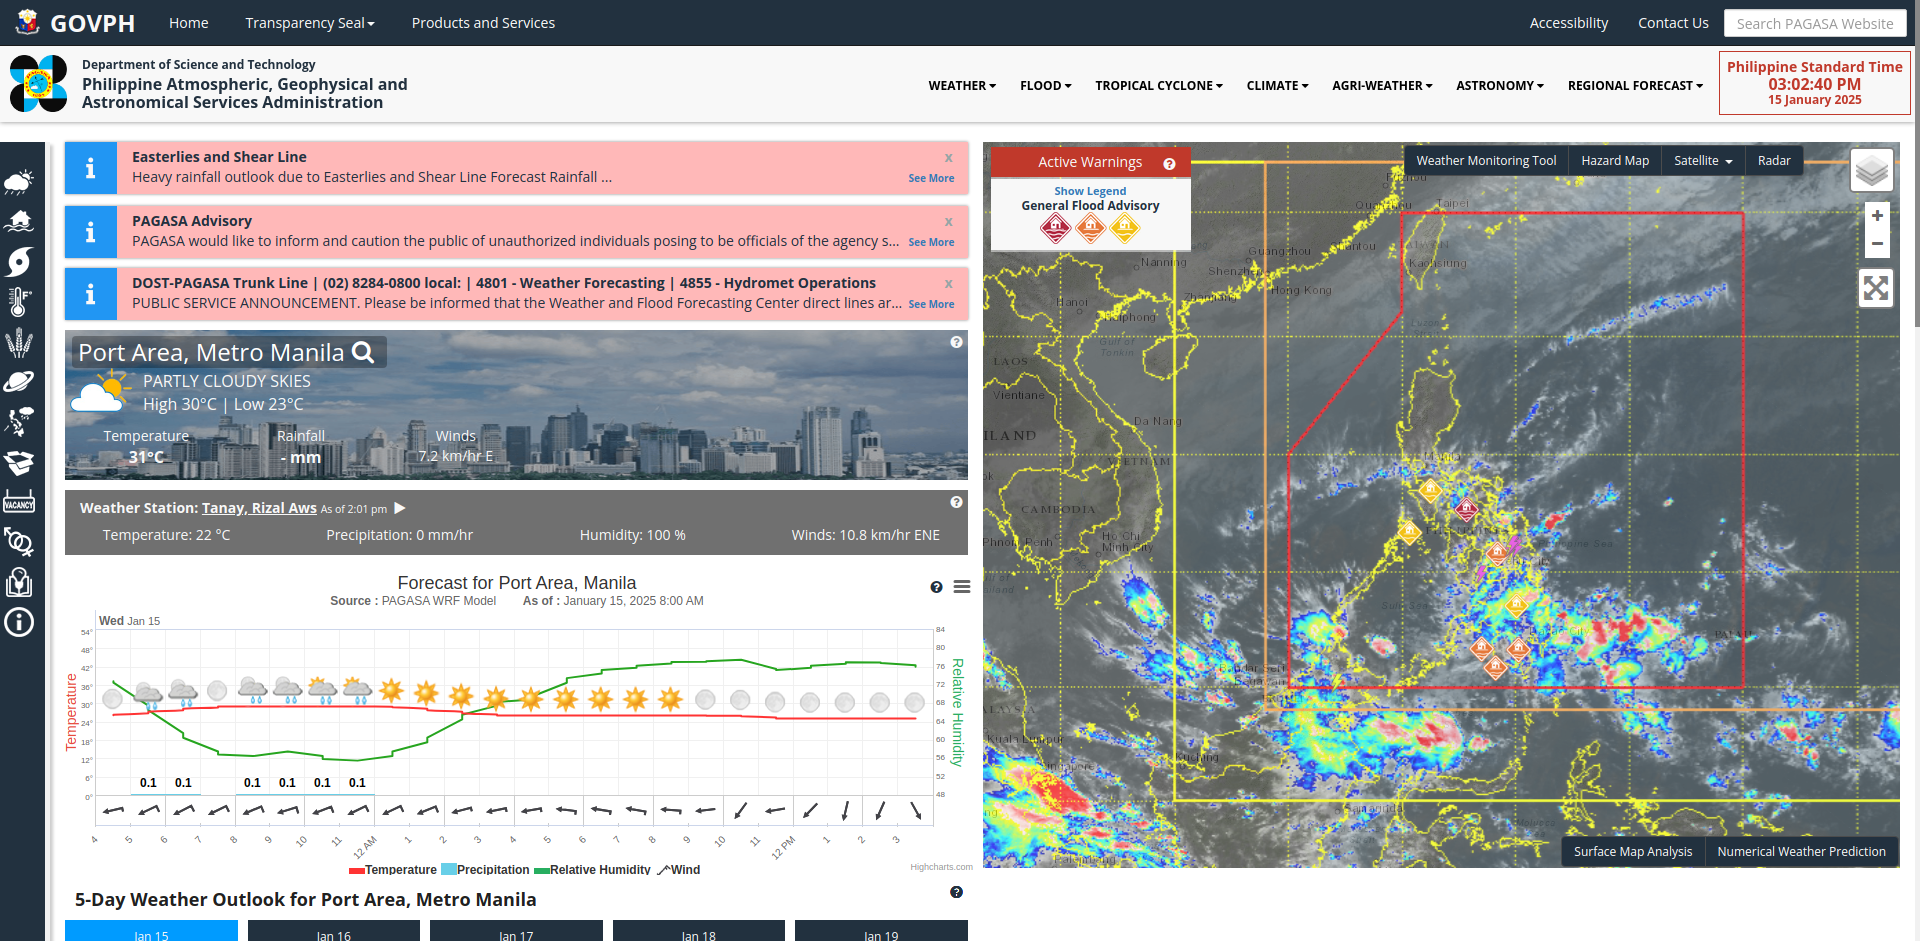 GOVPH
Home
Transparency Seal
Products and Services
Accessibility
Contact Us
Search PAGASA Website
Department of Science and Technology
Philippine Atmospheric, Geophysical and
Astronomical Services Administration
WEATHER
FLOOD
TROPICAL CYCLONE
CLIMATE
AGRI-WEATHER
ASTRONOMY
REGIONAL FORECAST
Philippine Standard Time
03:02:40 PM
15 January 2025
VACANCY
Easterlies and Shear Line
x
Heavy rainfall outlook due to Easterlies and Shear Line Forecast Rainfall ...
See More
PAGASA Advisory
x
PAGASA would like to inform and caution the public of unauthorized individuals posing to be officials of the agency s...
See More
DOST-PAGASA Trunk Line | (02) 8284-0800 local: | 4801 - Weather Forecasting | 4855 - Hydromet Operations
x
PUBLIC SERVICE ANNOUNCEMENT. Please be informed that the Weather and Flood Forecasting Center direct lines ar...
See More
Port Area, Metro Manila
PARTLY CLOUDY SKIES
High 30°C | Low 23°C
Temperature
Rainfall
Winds
31°C
- mm
7.2 km/hr E
Weather Station: Tanay, Rizal Aws As of 2:01 pm
Temperature: 22 °C
Precipitation: 0 mm/hr
Humidity: 100 %
Winds: 10.8 km/hr ENE
Forecast for Port Area, Manila
Source : PAGASA WRF Model As of : January 15, 2025 8:00 AM
Wed Jan 15
Temperature
54°
48°
42°
36°
30°
24°
18°
12°
6°
0°
84
80
76
72
68
64
60
56
52
48
Relative Humidity
0.1
0.1
0.1
0.1
0.1
0.1
4
5
6
7
8
9
10
11
12 AM
1
2
3
4
5
6
7
8
9
10
11
12 PM
1
2
3
Temperature
Precipitation
Relative Humidity
Wind
Highcharts.com
5-Day Weather Outlook for Port Area, Metro Manila
Jan 15
Jan 16
Jan 17
Jan 18
Jan 19
Active Warnings
Show Legend
General Flood Advisory
Weather Monitoring Tool
Hazard Map
Satellite
Radar
+
−
Taipei
Guangzhou
Nanning
Shenzhen
Kaohsiung
Hong Kong
Zhanjiang
Hanoi
Haiphong
Gulf of
Tonkin
LAOS
Vientiane
Da Nang
ILAND
VIETNAM
CAMBODIA
Phnom Penh
Ho Chi
Minh City
Bandar Seri
PALAU
Kuala Lumpur
Kuching
Singapore
Samarinda
Palembang
Surface Map Analysis
Numerical Weather Prediction